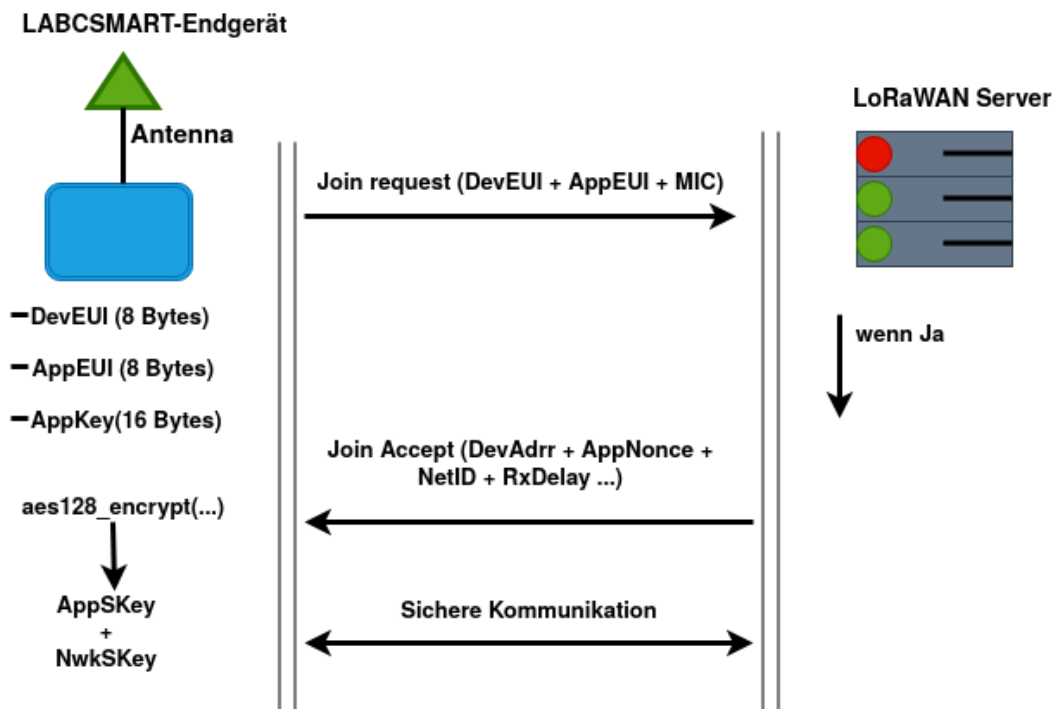 LABCSMART-Endgerät
Antenna
LoRaWAN Server
Join request (DevEUI + AppEUI + MIC)
DevEUI (8 Bytes)
AppEUI (8 Bytes)
AppKey(16 Bytes)
wenn Ja
Join Accept (DevAdrr + AppNonce +
NetID + RxDelay ...)
aes128_encrypt(...)
AppSKey
+
NwkSKey
Sichere Kommunikation